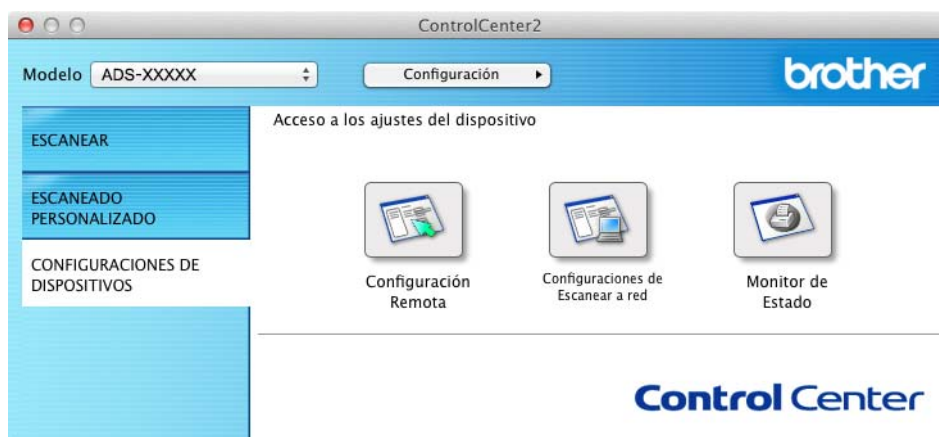 ControlCenter2
Modelo ADS-XXXXX Configuración brother
ESCANEAR
ESCANEADO
PERSONALIZADO
CONFIGURACIONES DE
DISPOSITIVOS
Acceso a los ajustes del dispositivo
Configuración
Remota
Configuraciones de
Escanear a red
Monitor de
Estado
Control Center